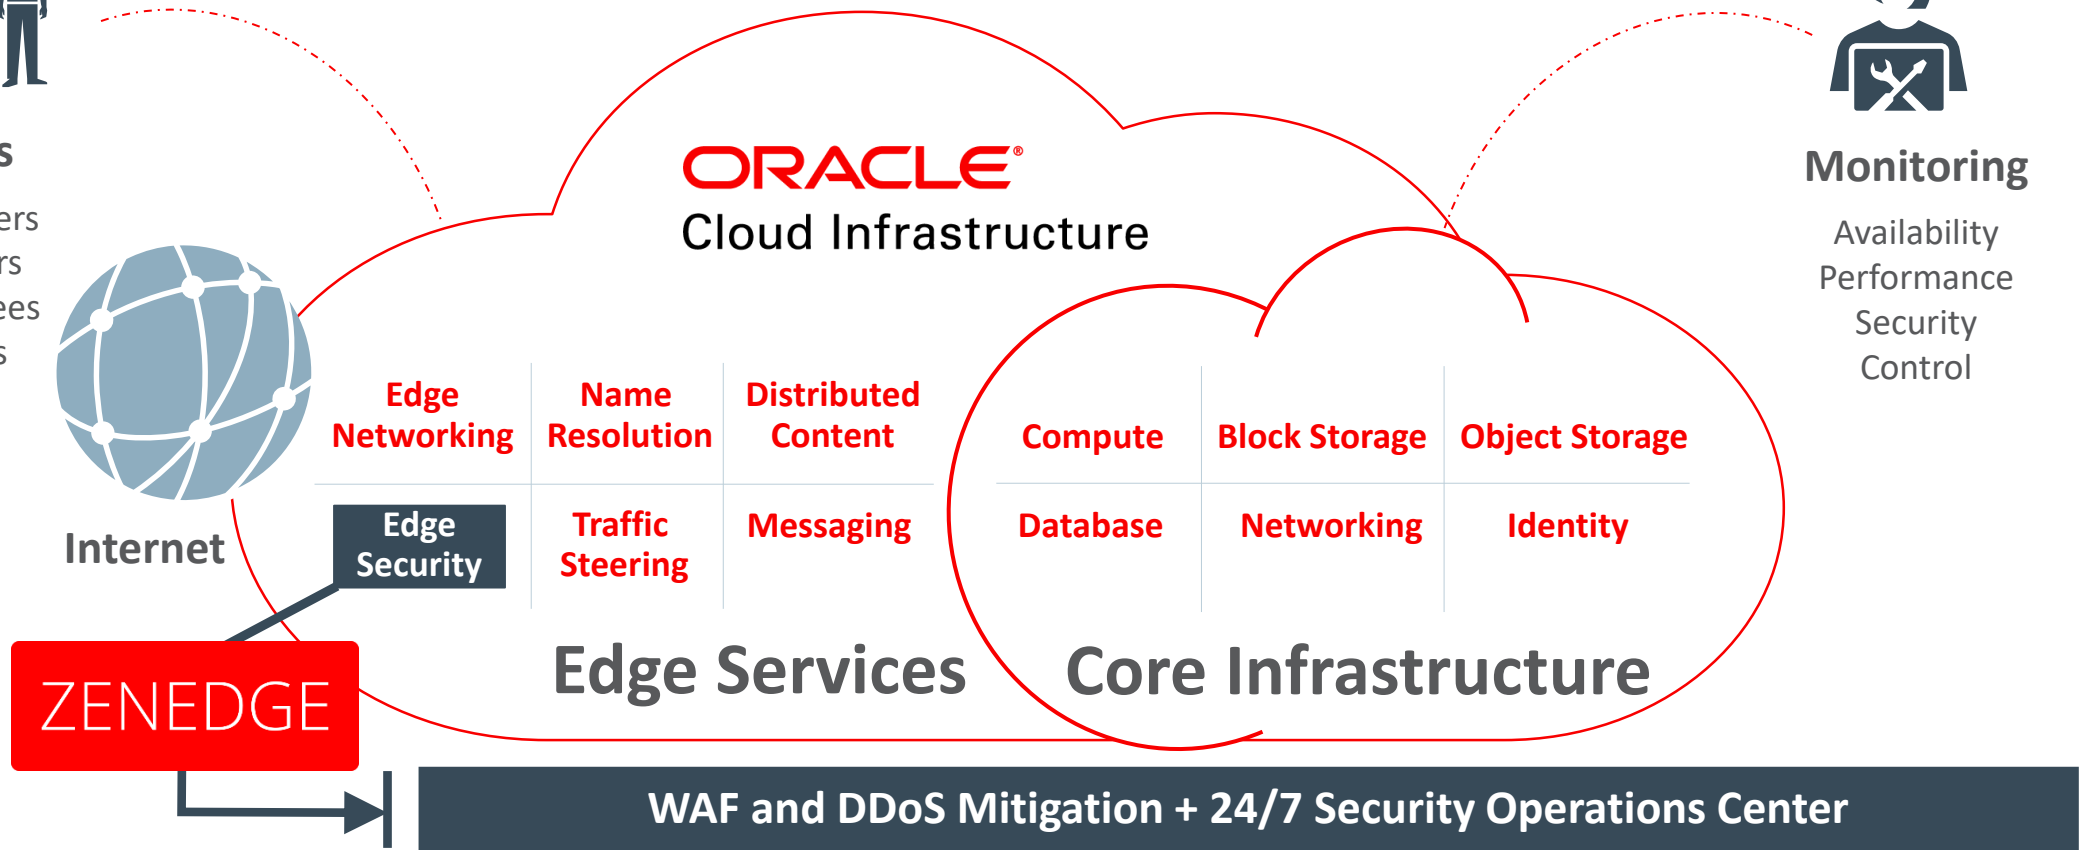 ORACLE®
Cloud Infrastructure
Monitoring
Availability
Performance
Security
Control
Internet
Edge
Networking
Name
Resolution
Distributed
Content
Edge
Security
Traffic
Steering
Messaging
Compute
Block Storage
Object Storage
Database
Networking
Identity
Edge Services
Core Infrastructure
ZENEDGE
WAF and DDoS Mitigation + 24/7 Security Operations Center